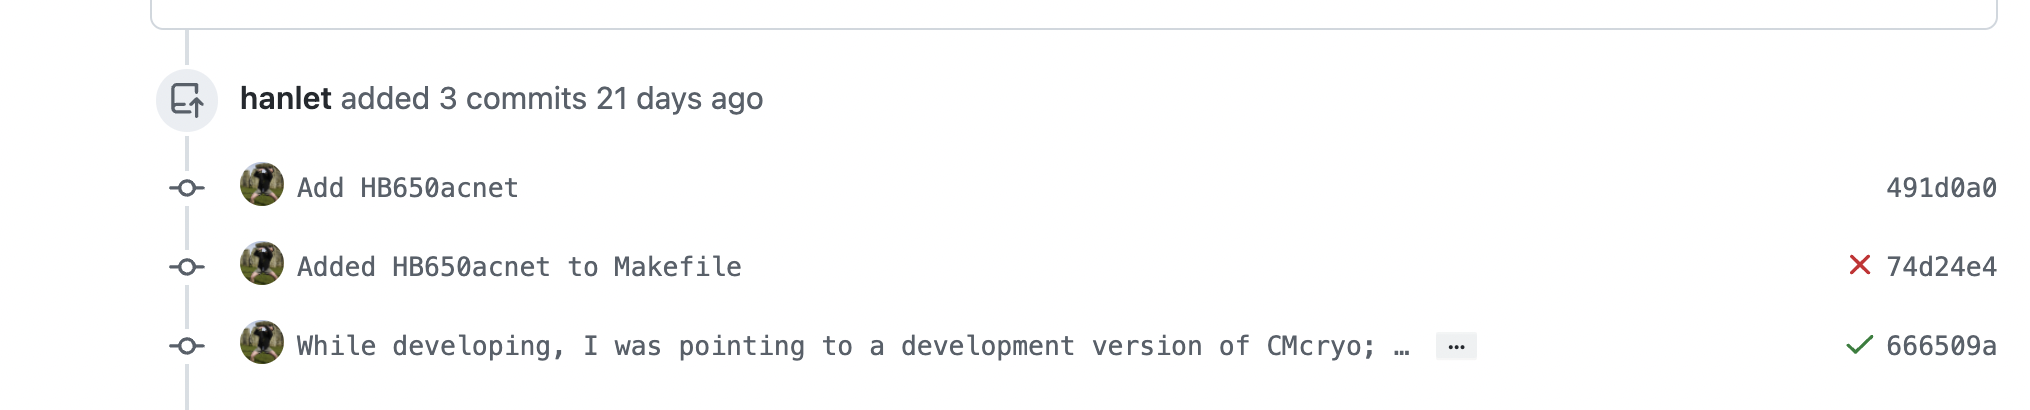 hanlet added 3 commits 21 days ago
Add HB650acnet 491d0a0
Added HB650acnet to Makefile 74d24e4
While developing, I was pointing to a development version of CMcryo; … ... 666509a